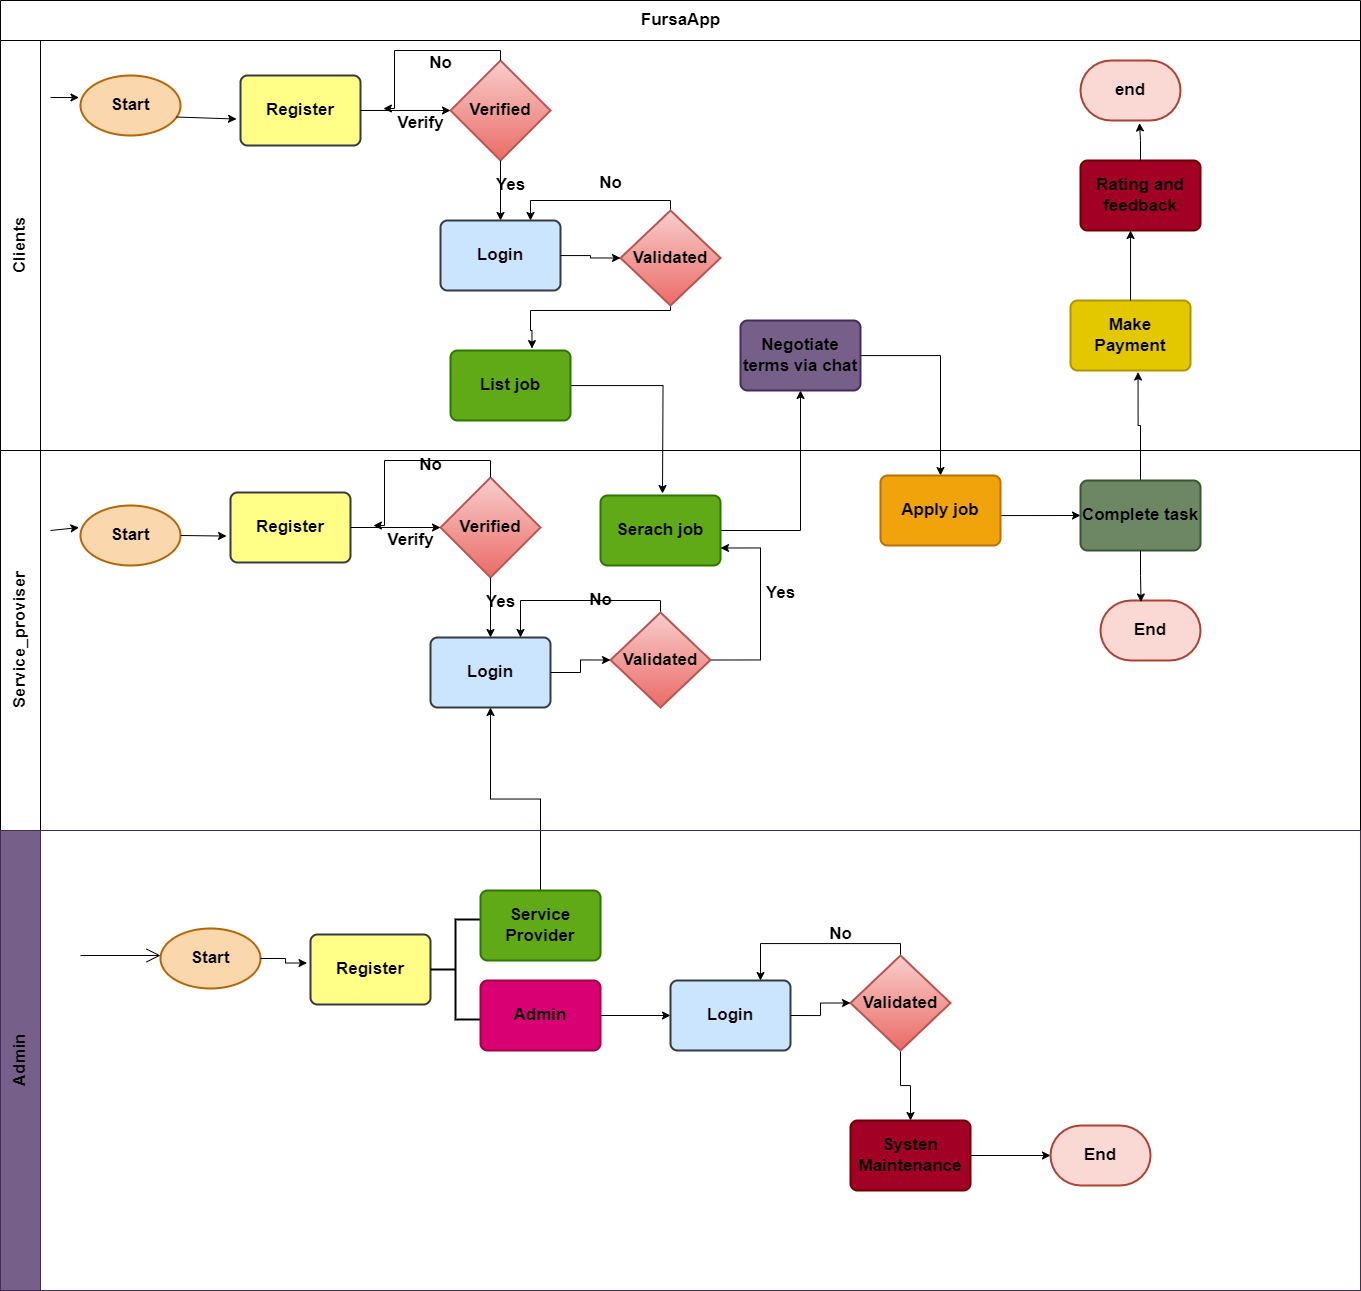 FursaApp
Clients
Start
Register
No
Verify
Verified
Yes
No
Login
Validated
List job
Negotiate
terms via chat
end
Rating and
feedback
Make
Payment
Service_proviser
Start
Register
No
Verify
Verified
Yes
No
Login
Validated
Yes
Serach job
Apply job
Complete task
End
Admin
Start
Register
Service
Provider
Admin
Login
No
Validated
Systen
Maintenance
End